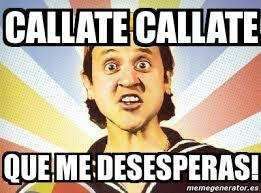 CALLATE CALLATE
QUE ME DESESPERAS!
memegenerator.es